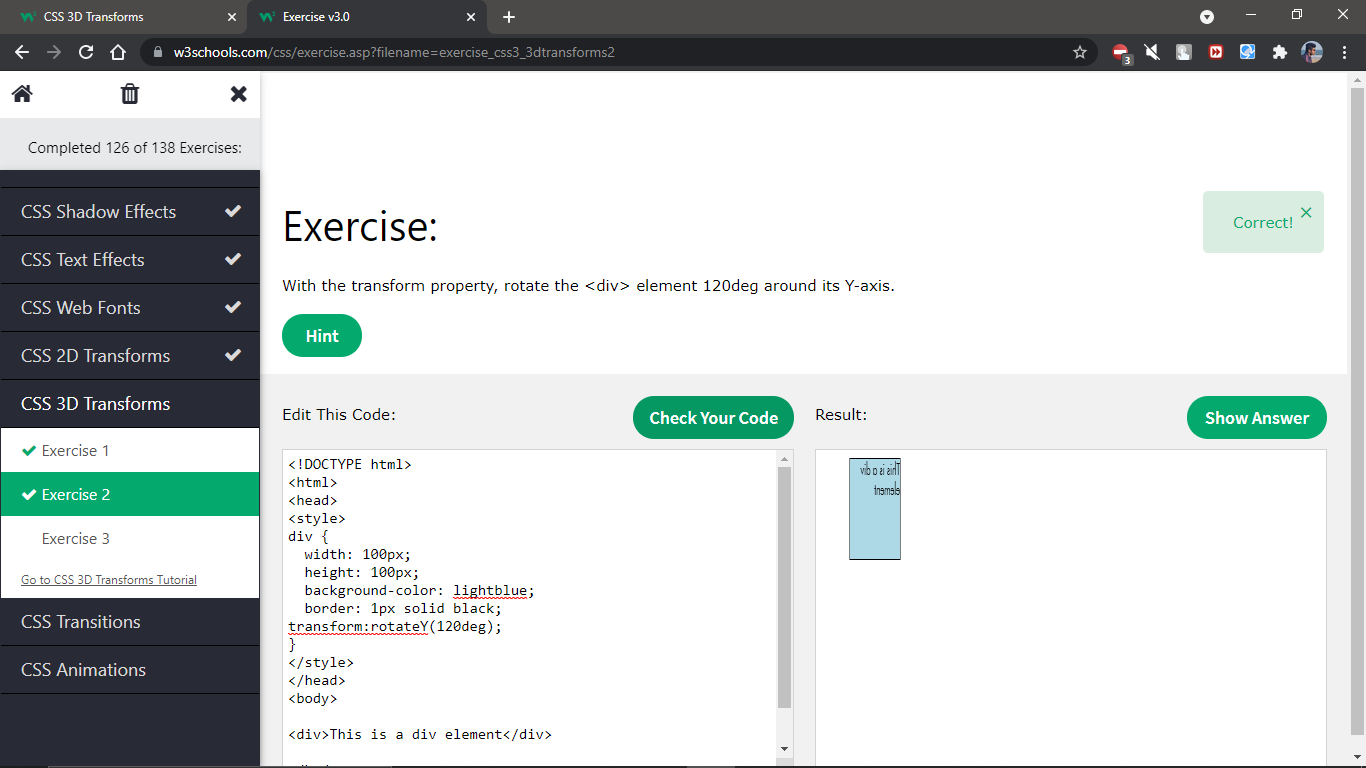 CSS 3D Transforms
Exercise v3.0
w3schools.com/css/exercise.asp?filename=exercise_css3_3dtransforms2
3
Completed 126 of 138 Exercises:
CSS Shadow Effects
CSS Text Effects
CSS Web Fonts
CSS 2D Transforms
CSS 3D Transforms
Exercise 1
Exercise 2
Exercise 3
Go to CSS 3D Transforms Tutorial
CSS Transitions
CSS Animations
Exercise:
Correct!
With the transform property, rotate the <div> element 120deg around its Y-axis.
Hint
Edit This Code:
Check Your Code
<!DOCTYPE html>
<html>
<head>
<style>
div {
  width: 100px;
  height: 100px;
  background-color: lightblue;
  border: 1px solid black;
transform:rotateY(120deg);
}
</style>
</head>
<body>
<div>This is a div element</div>
Result:
Show Answer
This is a div
element